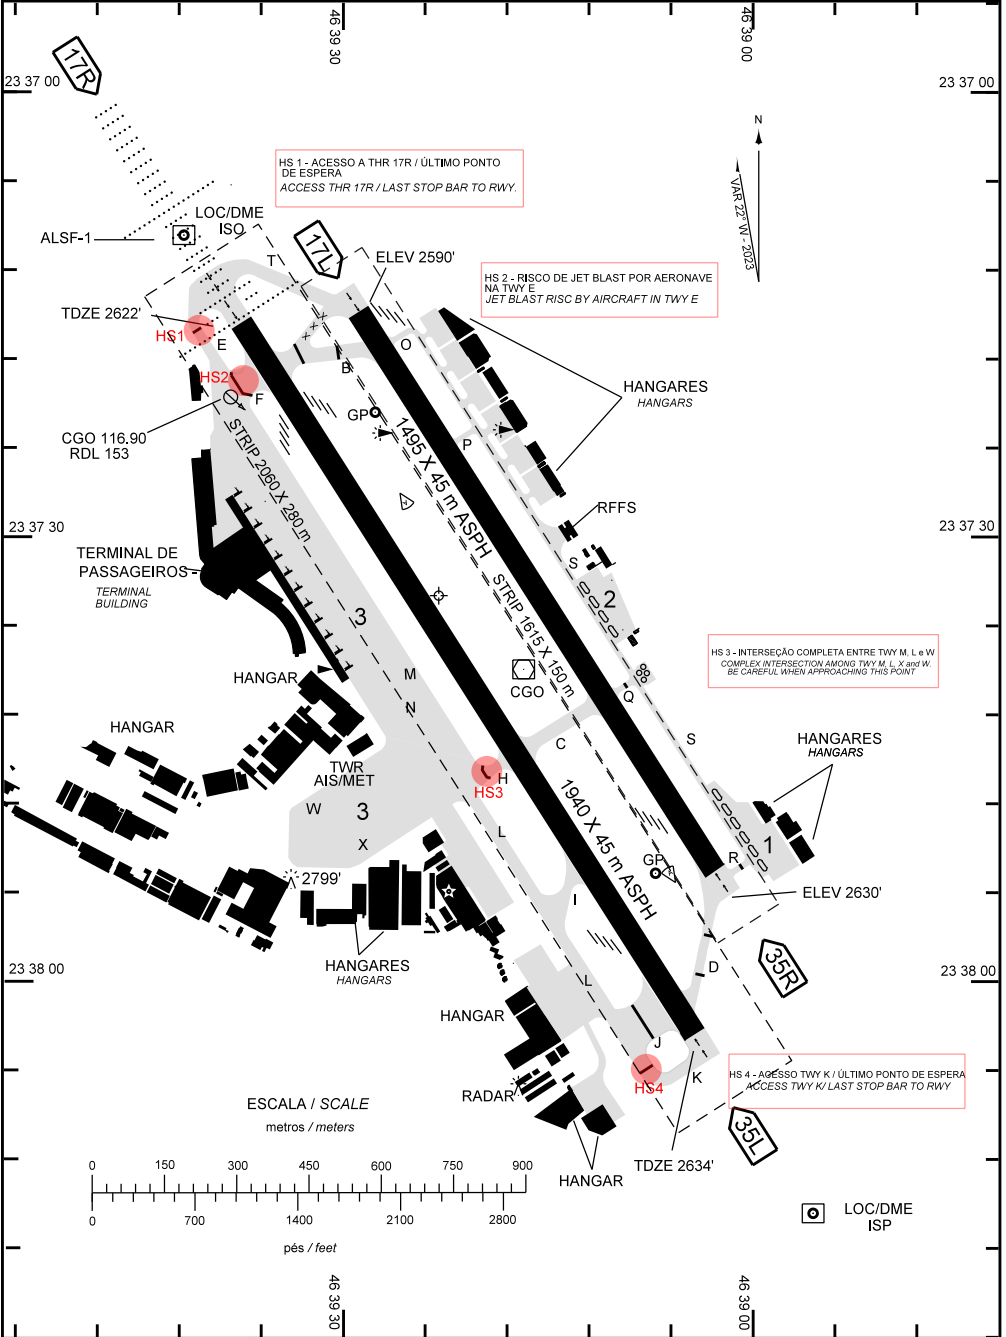 46 39 30
46 39 00
17R
23 37 00
23 37 00
N
VAR 22° W - 2023
HS 1 - ACESSO A THR 17R / ÚLTIMO PONTO
DE ESPERA
ACCESS THR 17R / LAST STOP BAR TO RWY.
LOC/DME
ISO
ALSF-1
17L
T
ELEV 2590'
HS 2 - RISCO DE JET BLAST POR AERONAVE
NA TWY E
JET BLAST RISC BY AIRCRAFT IN TWY E
TDZE 2622'
HS1
E
O
B
HS2
F
HANGARES
HANGARS
GP
CGO 116,90
RDL 153
STRIP 2060 X 280 m
1495 X 45 m ASPH
P
RFFS
23 37 30
23 37 30
TERMINAL DE
PASSAGEIROS
TERMINAL
BUILDING
S
2
3
STRIP 1615 X 150 m
HS 3 - INTERSEÇÃO COMPLETA ENTRE TWY M, L e W
COMPLEX INTERSECTION AMONG TWY M, L, X and W.
BE CAREFUL WHEN APPROACHING THIS POINT
HANGAR
M
CGO
Q
N
HANGAR
C
S
HANGARES
HANGARS
TWR
AIS/MET
H
HS3
W
3
1940 X 45 m ASPH
L
X
1
GP
R
2799'
ELEV 2630'
I
HANGARES
HANGARS
35R
23 38 00
23 38 00
D
L
HANGAR
J
K
HS4
HS 4 - ACESSO TWY K / ÚLTIMO PONTO DE ESPERA
ACCESS TWY K/ LAST STOP BAR TO RWY
RADAR
ESCALA / SCALE
metros / meters
35L
TDZE 2634'
HANGAR
0 150 300 450 600 750 900
0 700 1400 2100 2800
pés / feet
LOC/DME
ISP
46 39 30
46 39 00